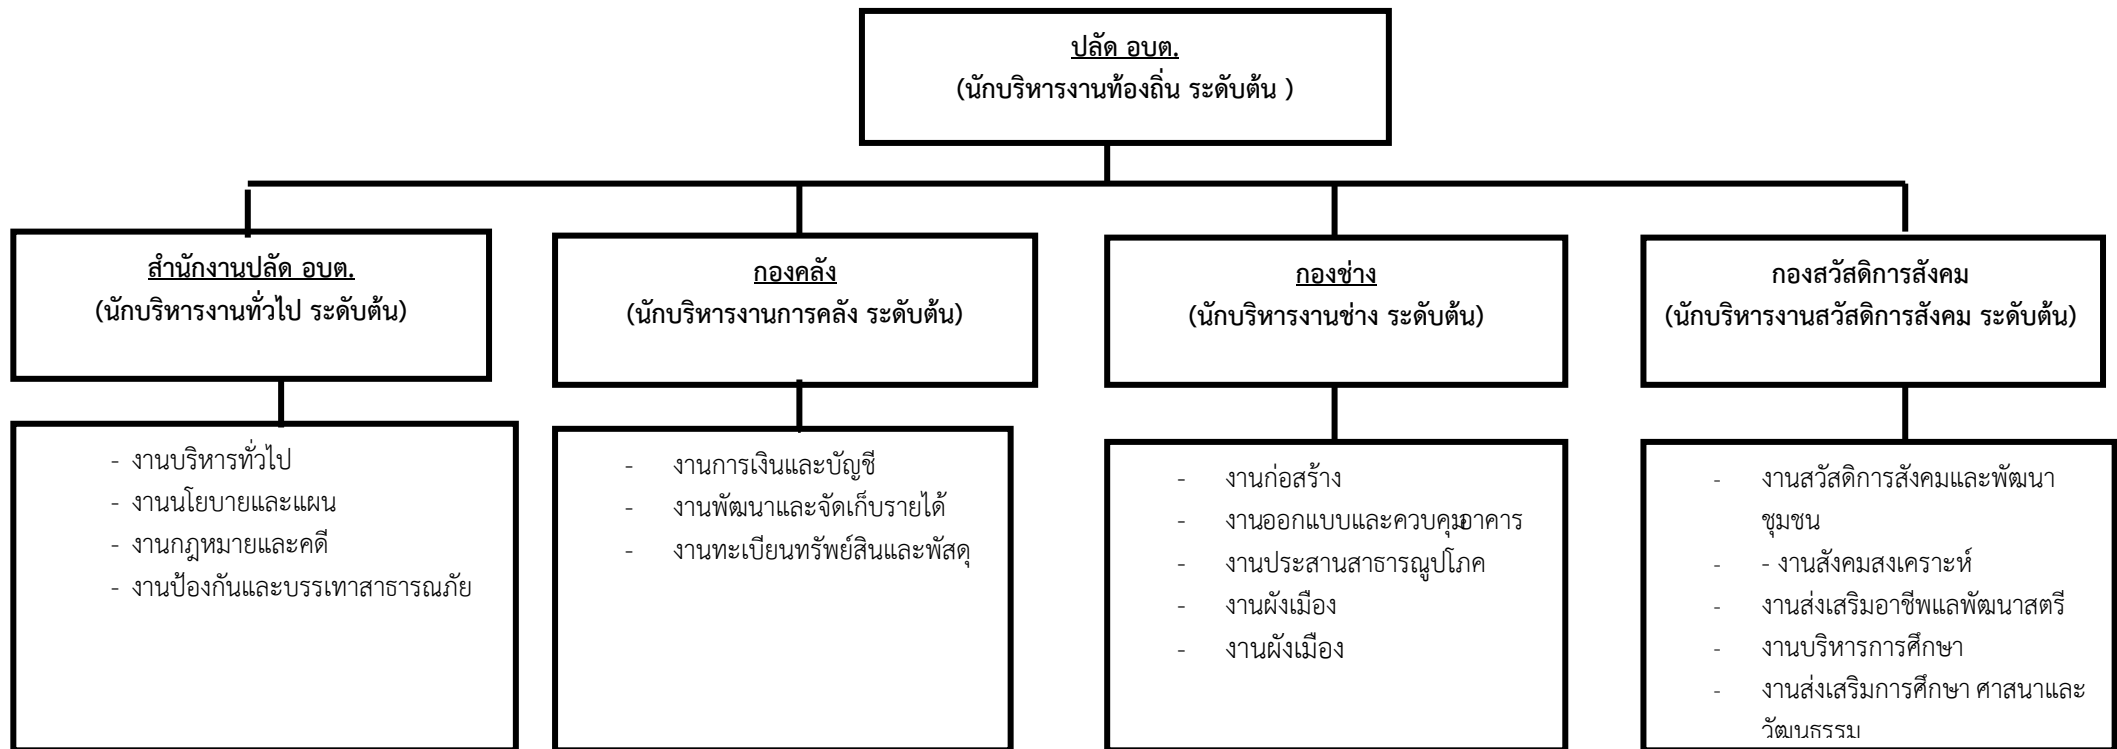 ปลัด อบต.
(นักบริหารงานท้องถิ่น ระดับต้น )
สำนักงานปลัด อบต.
(นักบริหารงานทั่วไป ระดับต้น)
กองคลัง
(นักบริหารงานการคลัง ระดับต้น)
กองช่าง
(นักบริหารงานช่าง ระดับต้น)
กองสวัสดิการสังคม
(นักบริหารงานสวัสดิการสังคม ระดับต้น)
- งานบริหารทั่วไป
- งานนโยบายและแผน
- งานกฎหมายและคดี
- งานป้องกันและบรรเทาสาธารณภัย
- งานการเงินและบัญชี
- งานพัฒนาและจัดเก็บรายได้
- งานทะเบียนทรัพย์สินและพัสดุ
- งานก่อสร้าง
- งานออกแบบและควบคุมอาคาร
- งานประสานสาธารณูปโภค
- งานผังเมือง
- งานผังเมือง
- งานสวัสดิการสังคมและพัฒนา
ชุมชน
- - งานสังคมสงเคราะห์
- งานส่งเสริมอาชีพแลพัฒนาสตรี
- งานบริหารการศึกษา
- งานส่งเสริมการศึกษา ศาสนาและ
วัฒนธรรม